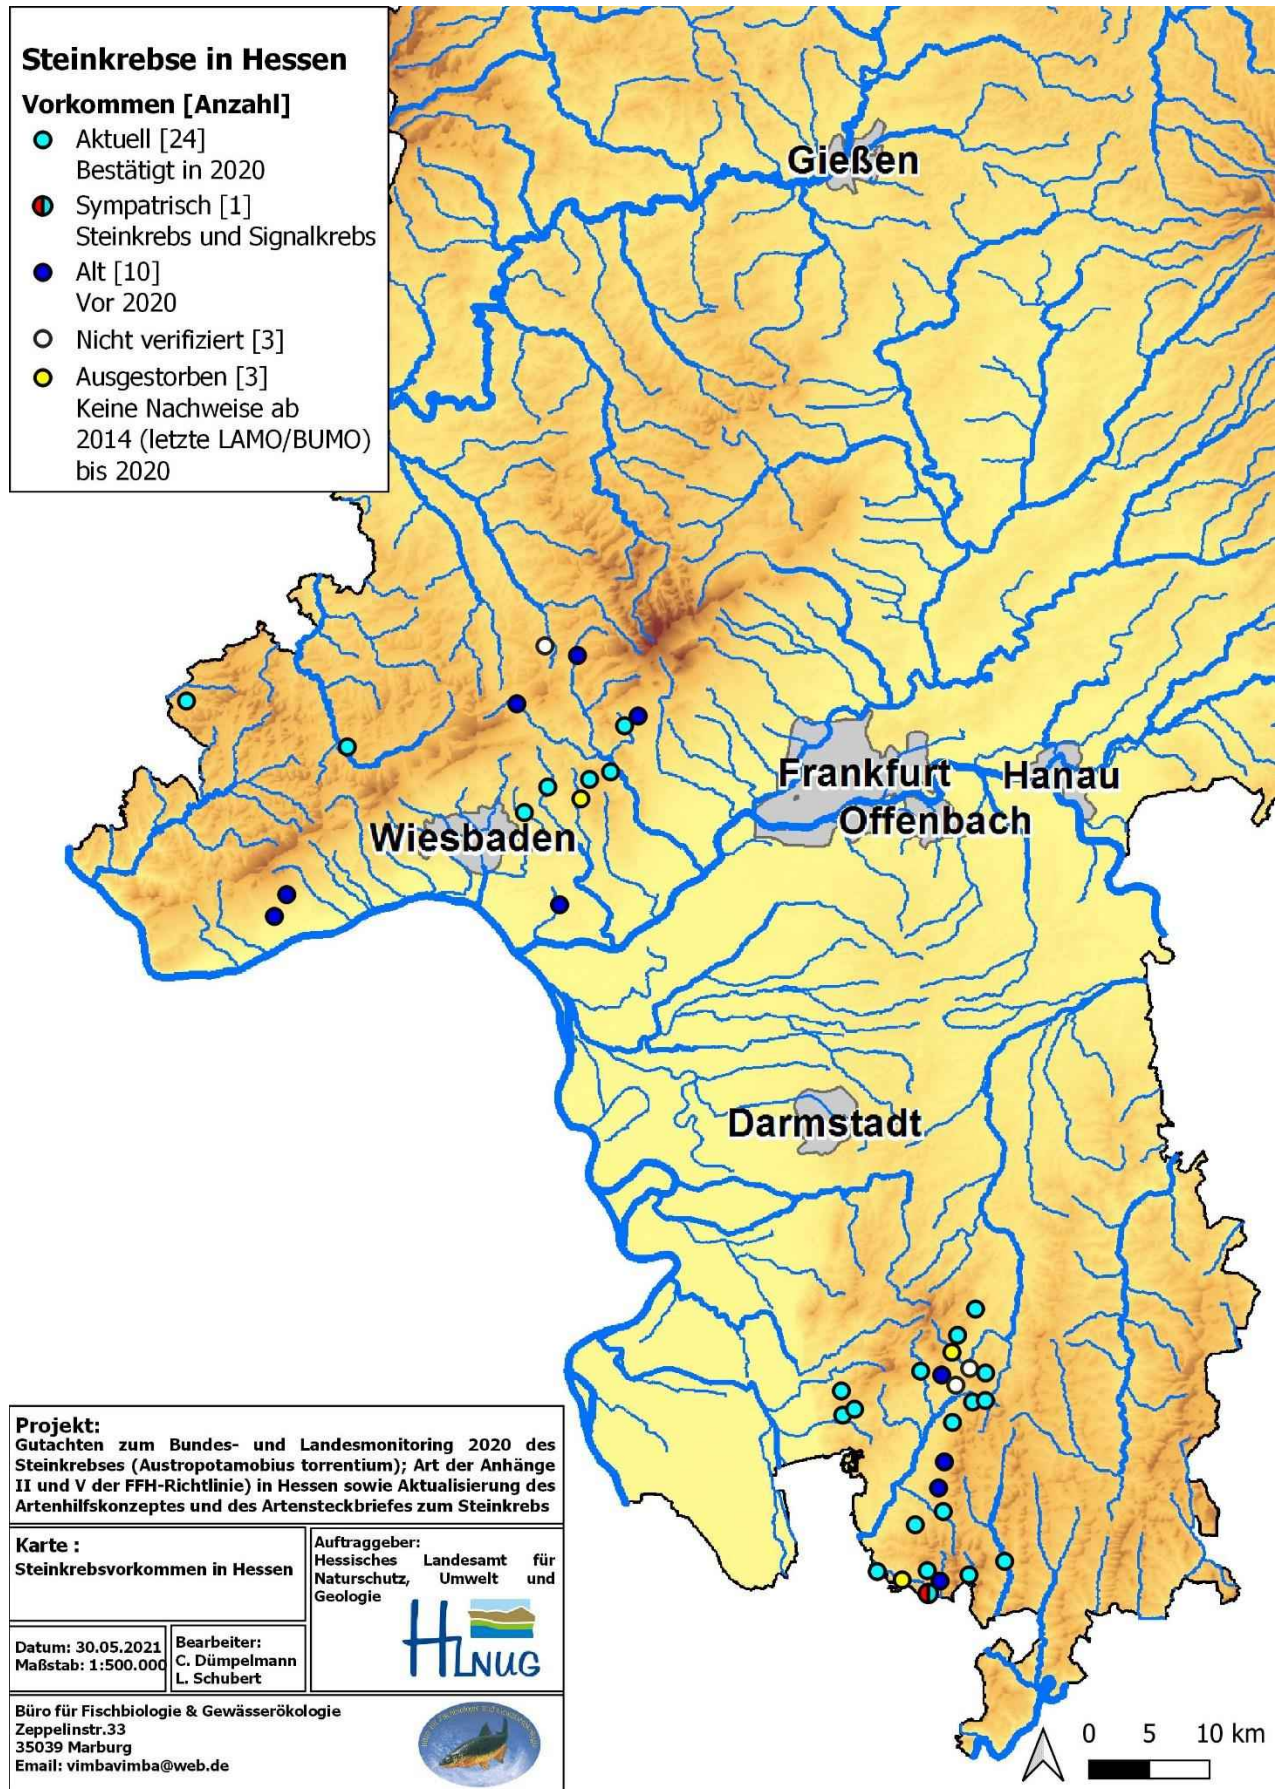 Steinkrebse in Hessen
Vorkommen [Anzahl]
Aktuell [24]
Bestätigt in 2020
Sympatrisch [1]
Steinkrebs und Signalkrebs
Alt [10]
Vor 2020
Nicht verifiziert [3]
Ausgestorben [3]
Keine Nachweise ab
2014 (letzte LAMO/BUMO)
bis 2020
Gießen
Frankfurt
Hanau
Offenbach
Wiesbaden
Darmstadt
Projekt:
Gutachten zum Bundes- und Landesmonitoring 2020 des
Steinkrebses (Austropotamobius torrentium); Art der Anhänge
II und V der FFH-Richtlinie) in Hessen sowie Aktualisierung des
Artenhilfskonzeptes und des Artensteckbriefes zum Steinkrebs
Karte :
Steinkrebsvorkommen in Hessen
Auftraggeber:
Hessisches Landesamt für
Naturschutz, Umwelt und
Geologie
HLNUG
Datum: 30.05.2021
Maßstab: 1:500.000
Bearbeiter:
C. Dümpelmann
L. Schubert
Büro für Fischbiologie & Gewässerökologie
Zeppelinstr.33
35039 Marburg
Email: vimbavimba@web.de
0 5 10 km